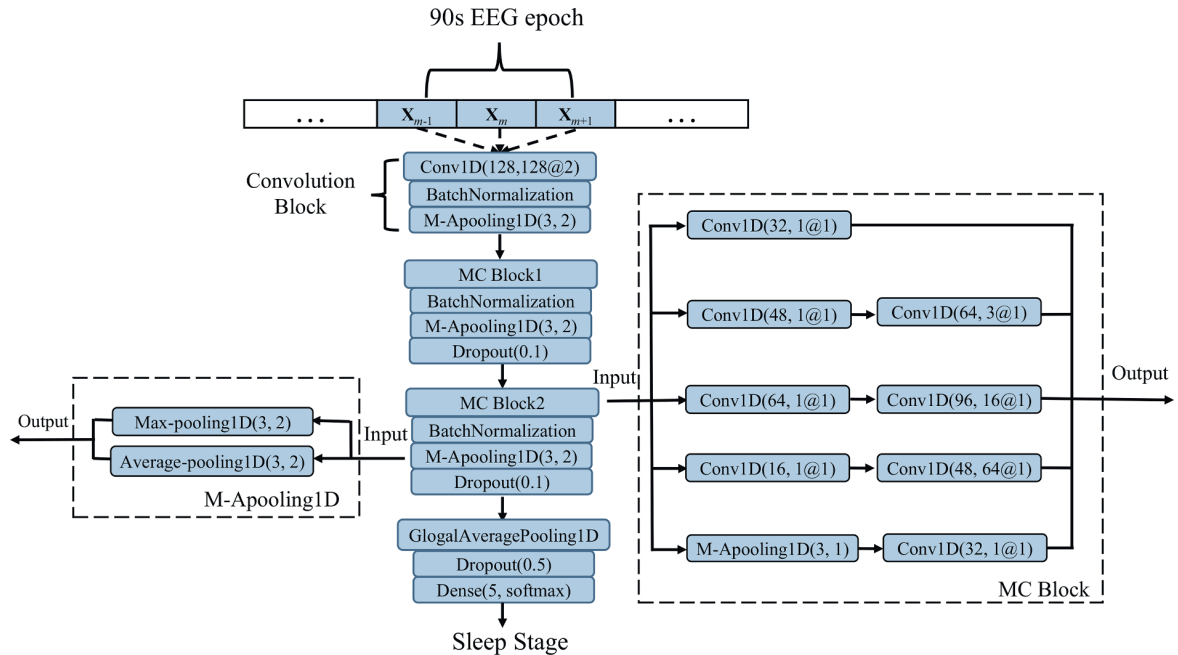 90s EEG epoch
...
X_{m-1}
X_m
X_{m+1}
...
Convolution
Block
Conv1D(128,128@2)
BatchNormalization
M-Apooling1D(3, 2)
MC Block1
BatchNormalization
M-Apooling1D(3, 2)
Dropout(0.1)
MC Block2
BatchNormalization
M-Apooling1D(3, 2)
Dropout(0.1)
GlogalAveragePooling1D
Dropout(0.5)
Dense(5, softmax)
Sleep Stage
Output
Max-pooling1D(3, 2)
Average-pooling1D(3, 2)
Input
M-Apooling1D
Input
Conv1D(32, 1@1)
Conv1D(48, 1@1)
Conv1D(64, 3@1)
Conv1D(64, 1@1)
Conv1D(96, 16@1)
Conv1D(16, 1@1)
Conv1D(48, 64@1)
M-Apooling1D(3, 1)
Conv1D(32, 1@1)
MC Block
Output